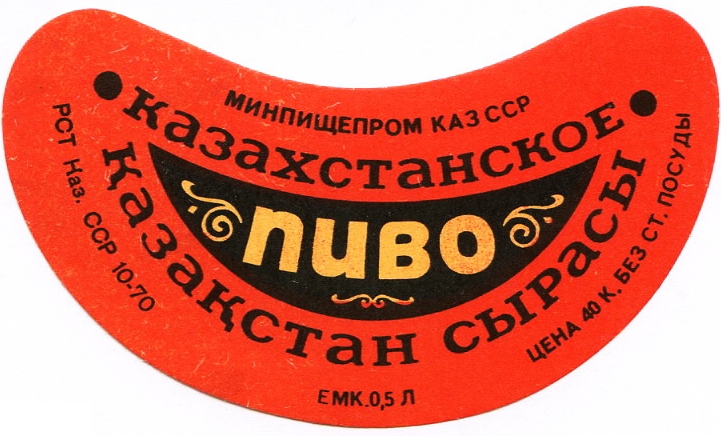 МИНПИЩЕПРОМ КАЗ ССР
• КАЗАХСТАНСКОЕ •
ПИВО
ҚАЗАҚСТАН СЫРАСЫ
РСТ Наз. ССР 10-70
ЦЕНА 40 К. БЕЗ СТ. ПОСУДЫ
ЕМК.0,5 Л